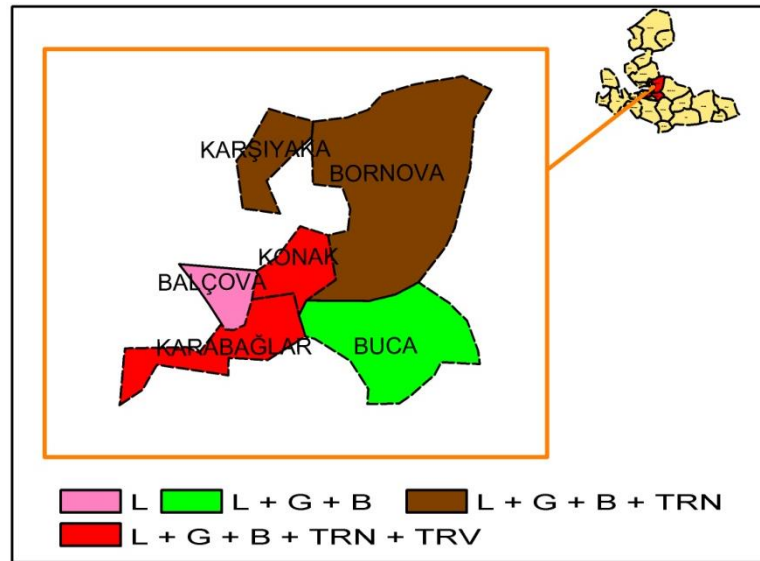 KARŞIYAKA
BORNOVA
KONAK
BALÇOVA
KARABAĞLAR
BUCA
L L + G + B L + G + B + TRN
L + G + B + TRN + TRV